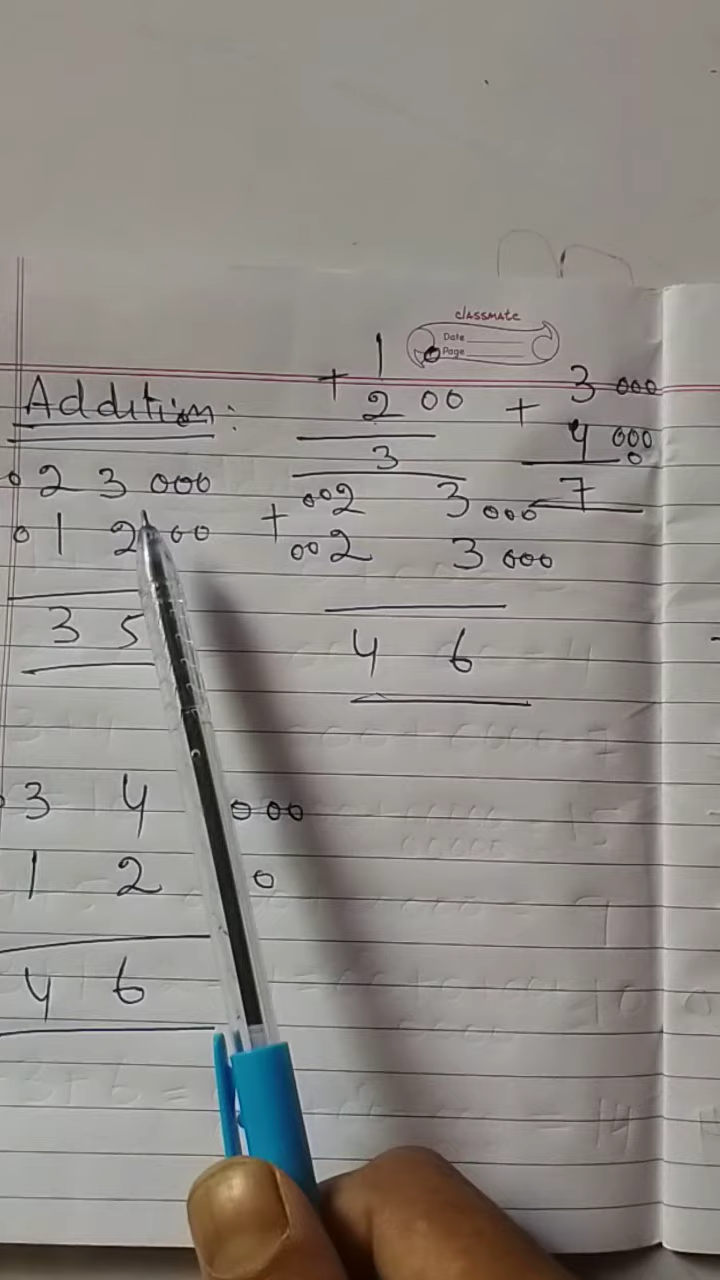 classmate
Date
Page
Addition:
+ 1
2 00
3
3 000
+ 4 000
0
7
0 2 3 000
0 1 2 00
3 5
002 3 000
+ 002 3 000
4 6
3 4 000
1 2 0
4 6